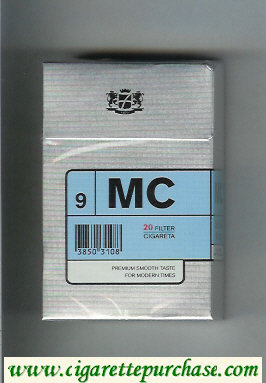 9 MC
20 FILTER
CIGARETA
3850 3108
PREMIUM SMOOTH TASTE
FOR MODERN TIMES
www.cigarettepurchase.com